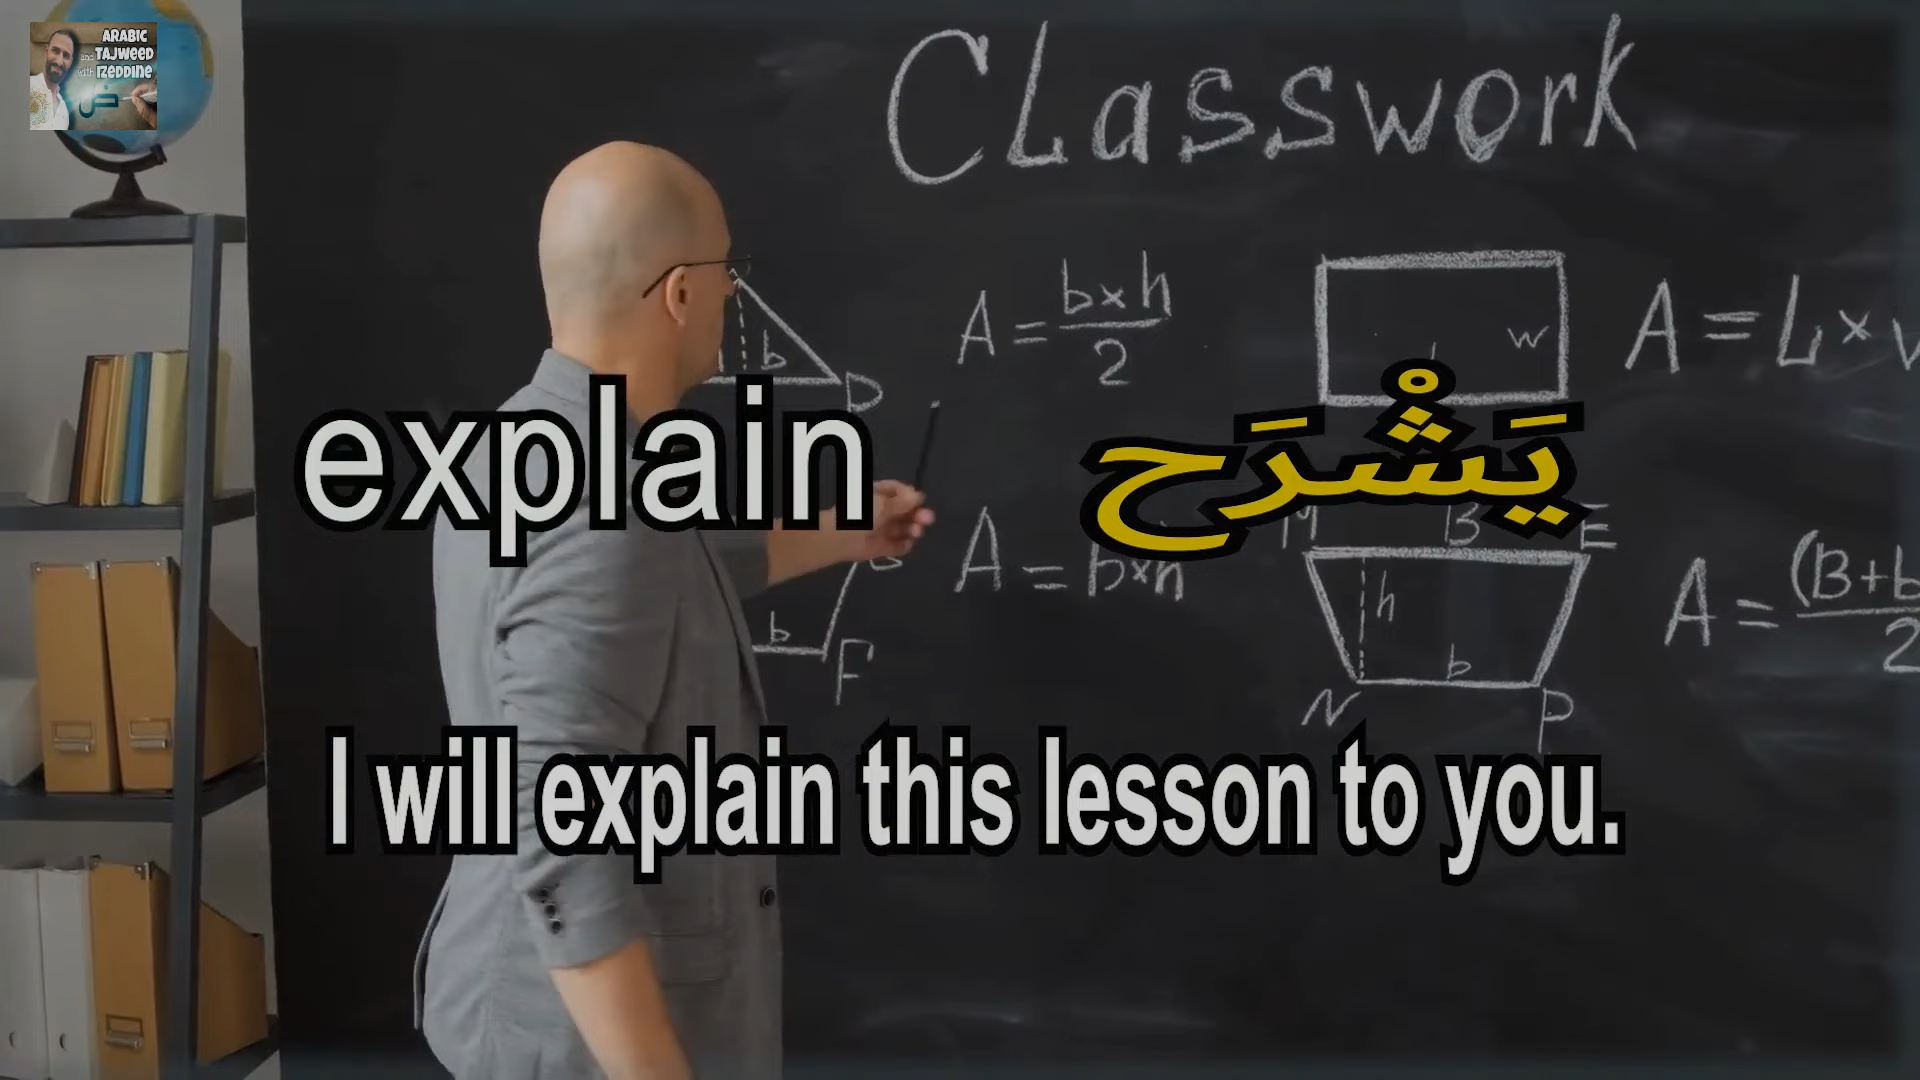 ARABIC
and TAJWEED
with IZEDDINE
ض
Classwork
b
D
A = b×h
2
w
A = L×
explain
يَشْرَح
A = b×h
B
E
h
b
N
P
b
F
A = (B+b
2
I will explain this lesson to you.